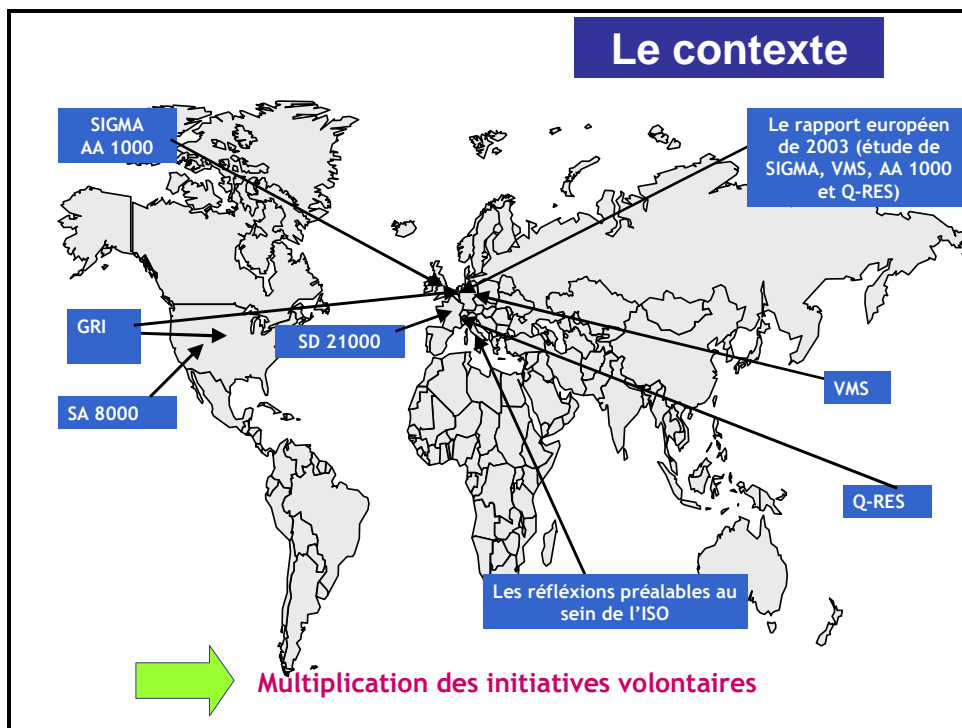 Le contexte
SIGMA
AA 1000
Le rapport européen
de 2003 (étude de
SIGMA, VMS, AA 1000
et Q-RES)
GRI
SD 21000
SA 8000
VMS
Q-RES
Les réfléxions préalables au
sein de l’ISO
Multiplication des initiatives volontaires